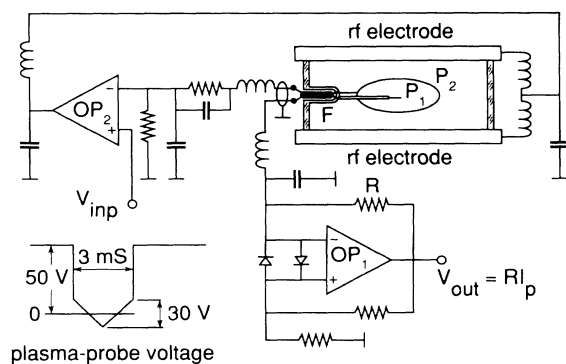 rf electrode
P1
P2
F
rf electrode
OP2
−
+
Vinp
R
−
OP1
+
Vout = RIp
3 mS
50 V
0
30 V
plasma-probe voltage